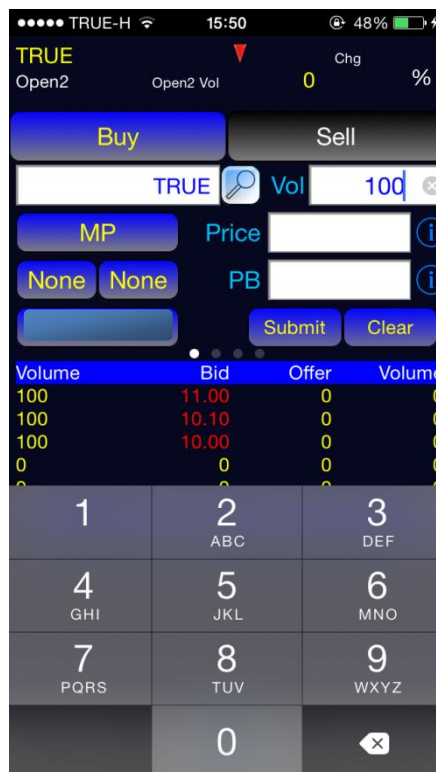 TRUE-H 15:50 48%
TRUE Chg
Open2 Open2 Vol 0 %
Buy Sell
TRUE Vol 100
MP Price
None None PB
Submit Clear
Volume Bid Offer Volume
100 11.00 0 0
100 10.10 0 0
100 10.00 0 0
0 0 0 0
1 2 3
ABC DEF
4 5 6
GHI JKL MNO
7 8 9
PQRS TUV WXYZ
0